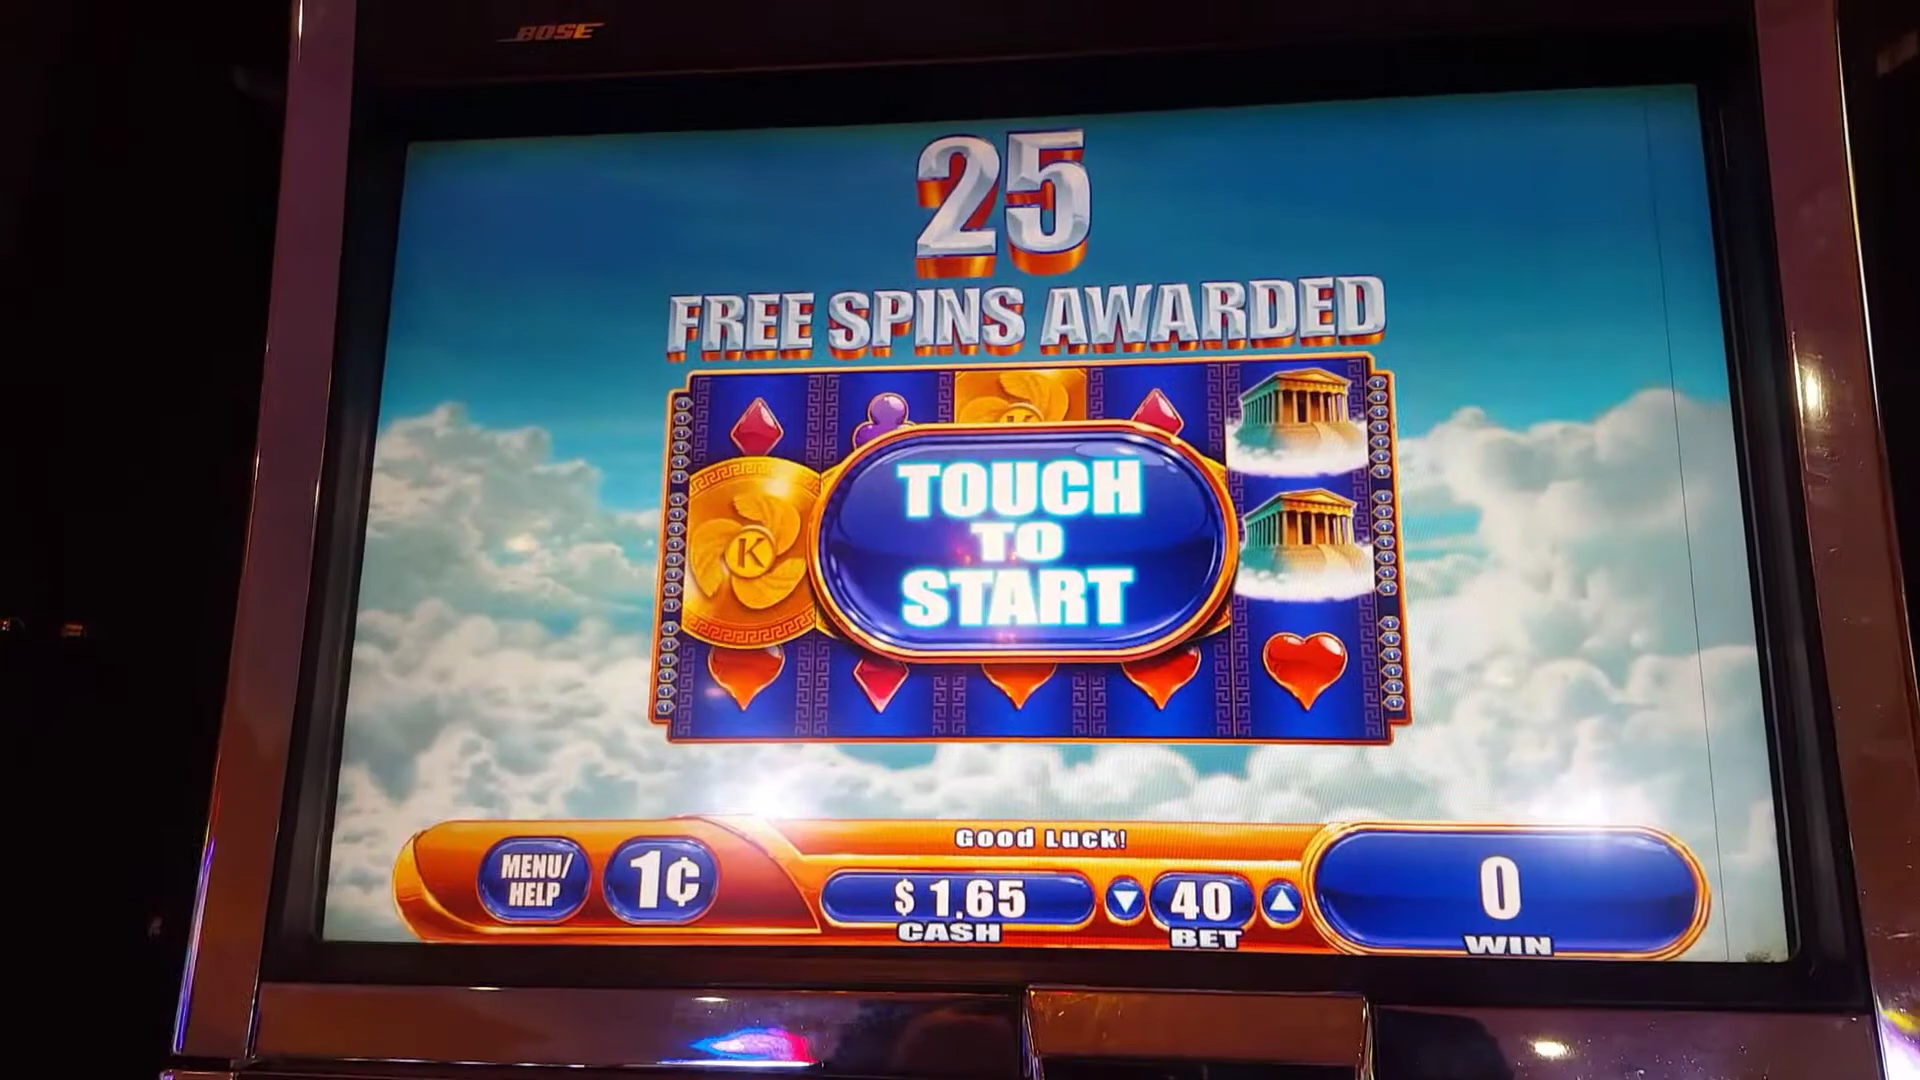 BOSE
25
FREE SPINS AWARDED
K
TOUCH
TO
START
Good Luck!
MENU/
HELP
1¢
$ 1.65
CASH
40
BET
0
WIN